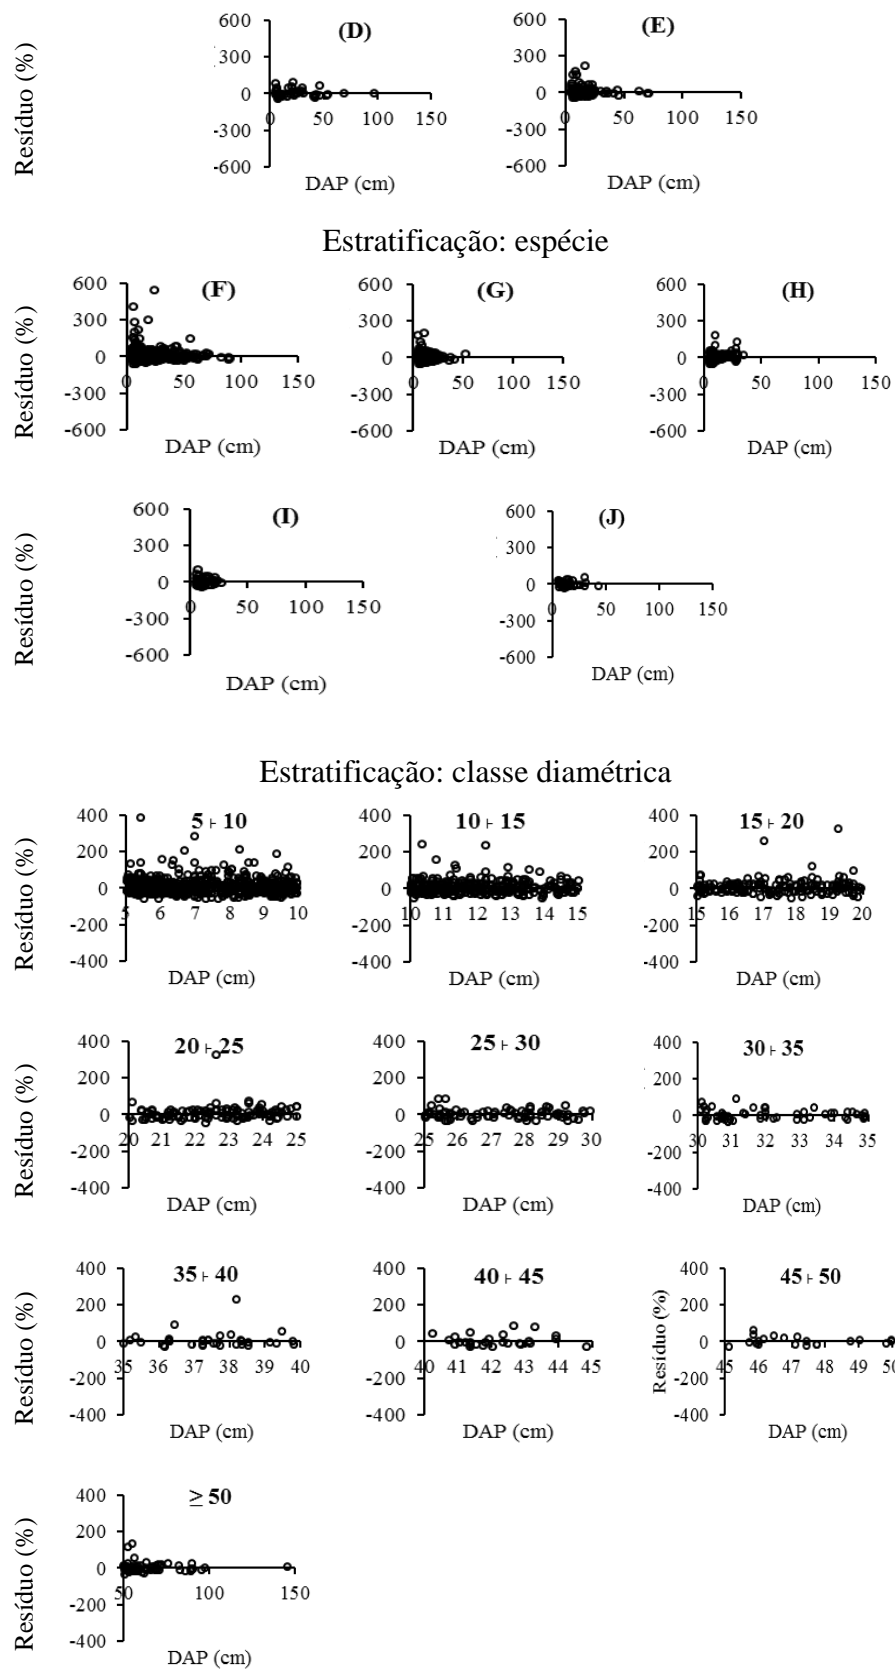 (D) (E)
600 600
300 300
0 0
-300 -300
-600 -600
0 50 100 150 0 50 100 150
Resíduo (%)
DAP (cm) DAP (cm)
Estratificação: espécie
(F) (G) (H)
600 600 600
300 300 300
0 0 0
-300 -300 -300
-600 -600 -600
0 50 100 150 0 50 100 150 0 50 100 150
Resíduo (%)
DAP (cm) DAP (cm) DAP (cm)
(I) (J)
600 600
300 300
0 0
-300 -300
-600 -600
0 50 100 150 0 50 100 150
Resíduo (%)
DAP (cm) DAP (cm)
Estratificação: classe diamétrica
5 ⊦ 10 10 ⊦ 15 15 ⊦ 20
400 400 400
200 200 200
0 0 0
-200 -200 -200
-400 -400 -400
5 6 7 8 9 10 10 11 12 13 14 15 15 16 17 18 19 20
Resíduo (%)
DAP (cm) DAP (cm) DAP (cm)
20 ⊦ 25 25 ⊦ 30 30 ⊦ 35
400 400 400
200 200 200
0 0 0
-200 -200 -200
-400 -400 -400
20 21 22 23 24 25 25 26 27 28 29 30 30 31 32 33 34 35
Resíduo (%)
DAP (cm) DAP (cm) DAP (cm)
35 ⊦ 40 40 ⊦ 45 45 ⊦ 50
400 400 400
200 200 200
0 0 0
-200 -200 -200
-400 -400 -400
35 36 37 38 39 40 40 41 42 43 44 45 45 46 47 48 49 50
Resíduo (%) Resíduo (%)
DAP (cm) DAP (cm) DAP (cm)
≥ 50
400
200
0
-200
-400
50 100 150
Resíduo (%)
DAP (cm)